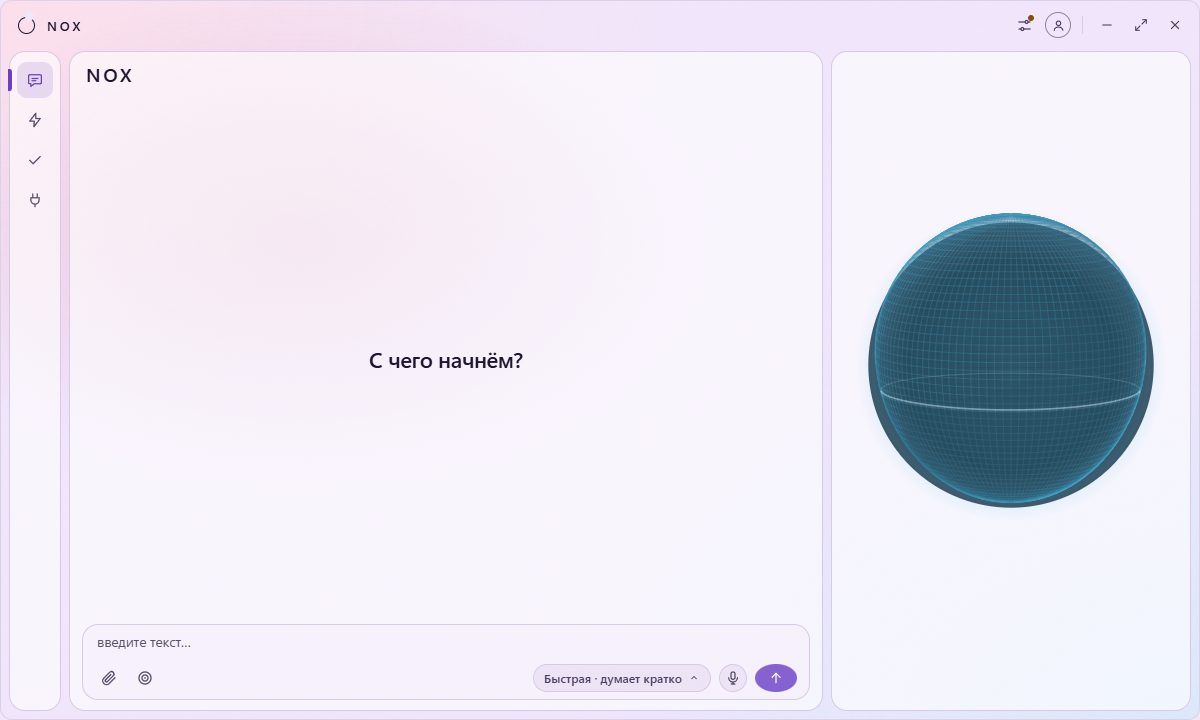 NOX
NOX
С чего начнём?
введите текст...
Быстрая · думает кратко